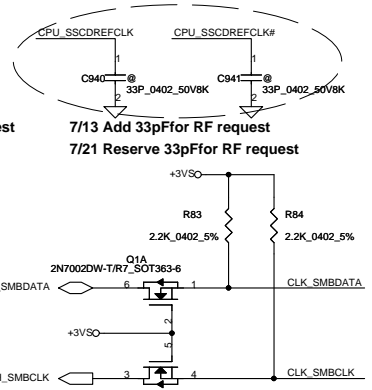 CPU_SSCDREFCLK
CPU_SSCDREFCLK#
1
1
C940
@
C941
@
33P_0402_50V8K
33P_0402_50V8K
2
2
7/13 Add 33pFfor RF request
7/21 Reserve 33pFfor RF request
+3VS
R83
R84
2.2K_0402_5%
2.2K_0402_5%
Q1A
2N7002DW-T/R7_SOT363-6
_SMBDATA
6
1
CLK_SMBDATA
2
+3VS
5
_SMBCLK
3
4
CLK_SMBCLK